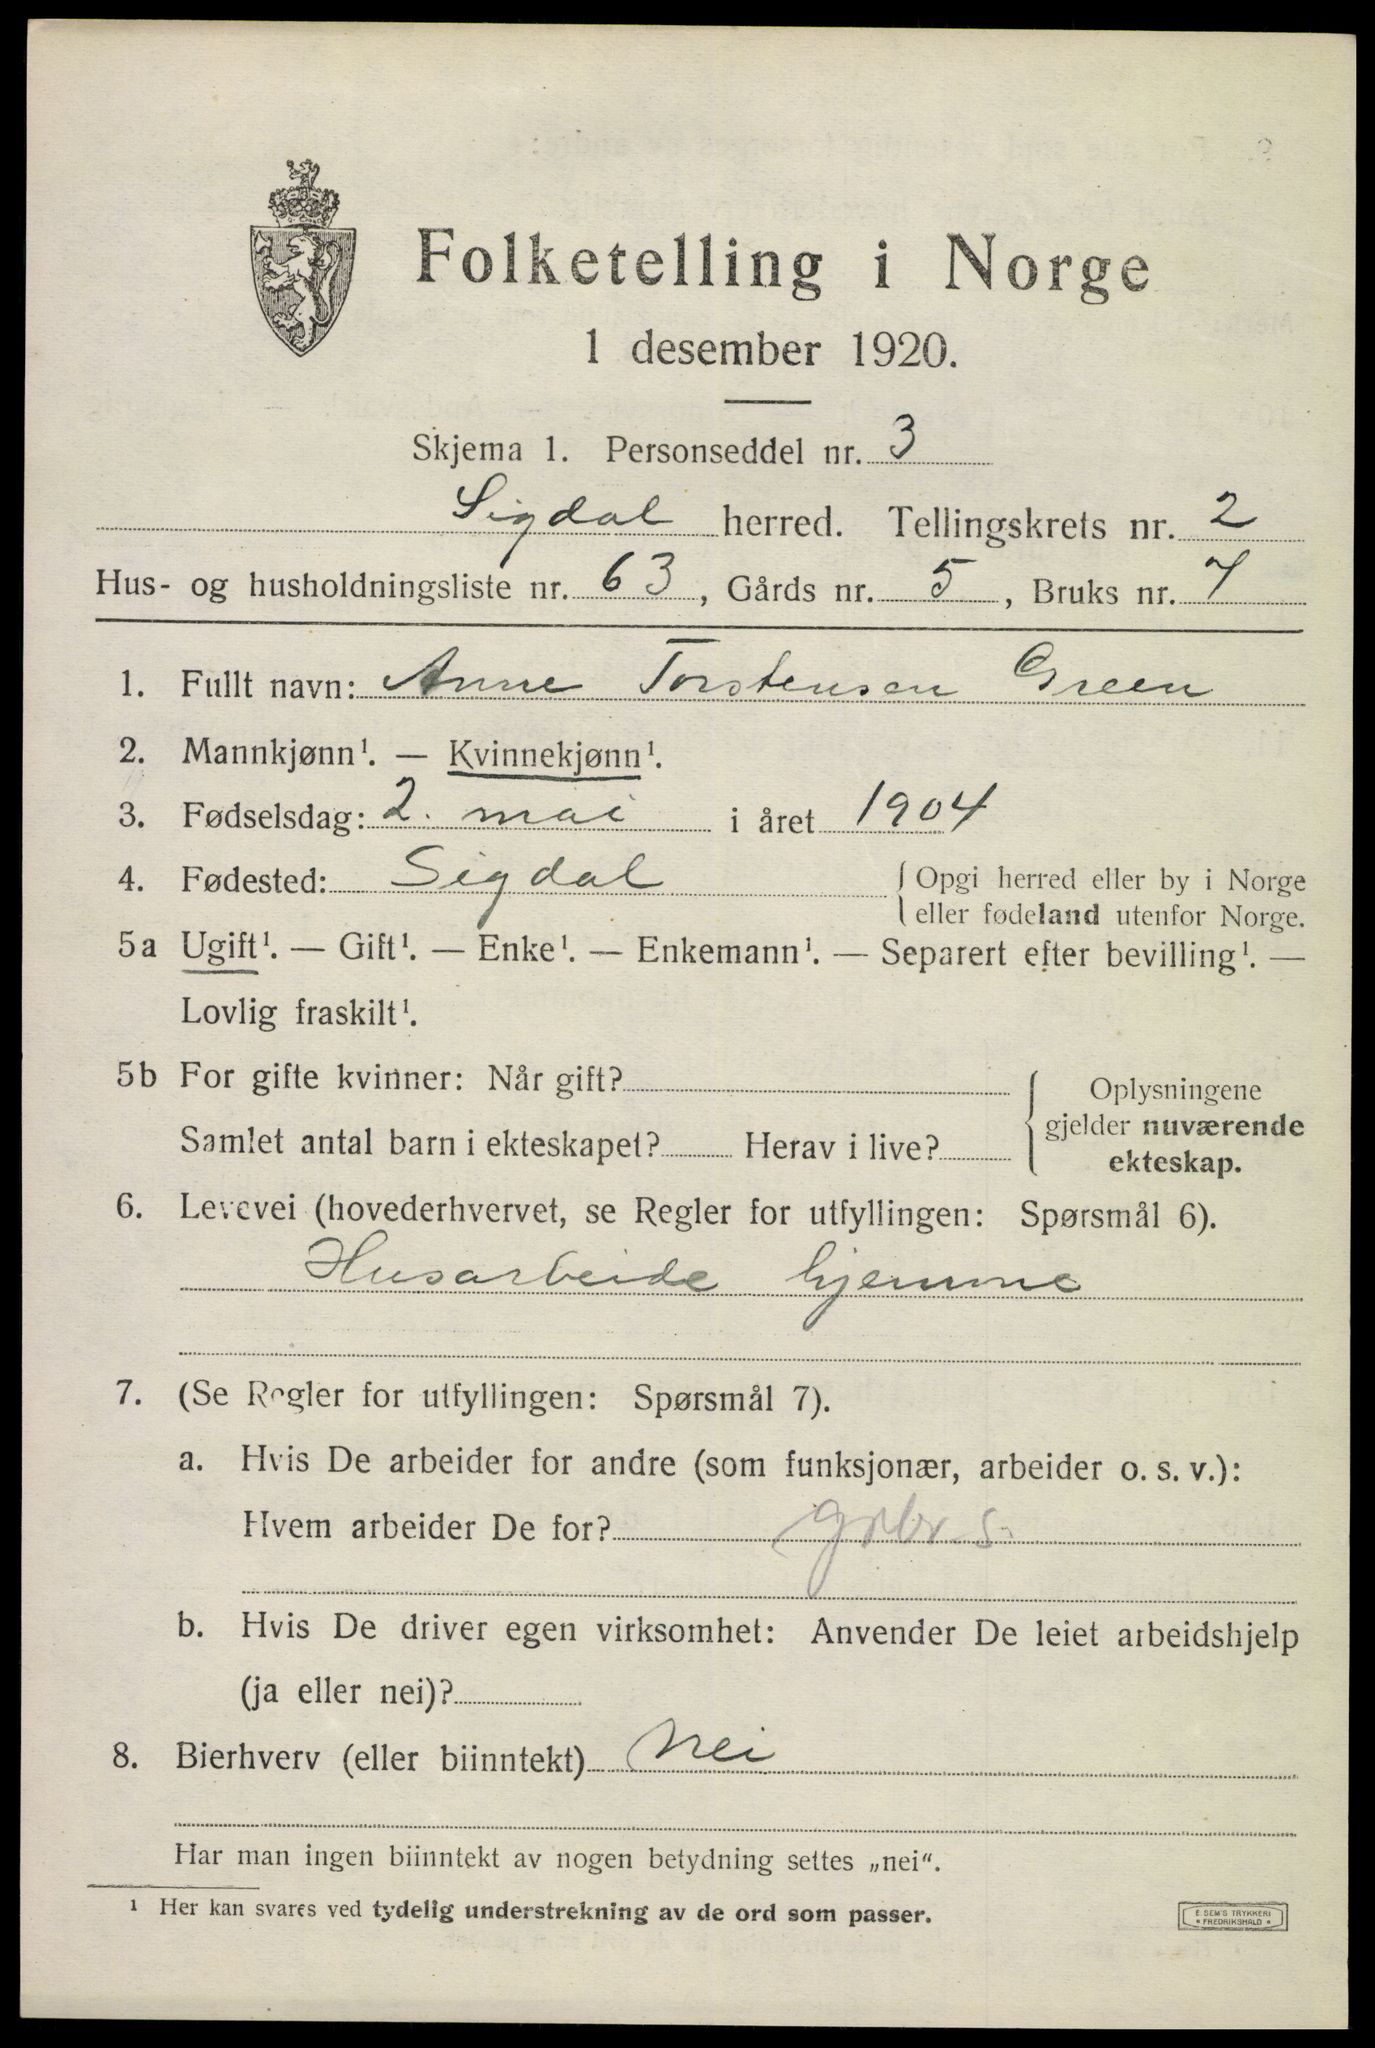 Folketelling i Norge
1 desember 1920.
Skjema 1. Personseddel nr. 3
Sigdal herred. Tellingskrets nr. 2
Hus- og husholdningsliste nr. 63, Gårds nr. 5, Bruks nr. 7
1. Fullt navn: Anne Torstensen Green
2. Mannkjønn¹. — Kvinnekjønn¹.
3. Fødselsdag: 2. mai i året 1904
4. Fødested: Sigdal { Opgi herred eller by i Norge
eller fødeland utenfor Norge.
5a Ugift¹. — Gift¹. — Enke¹. — Enkemann¹. — Separert efter bevilling¹. —
Lovlig fraskilt¹.
5b For gifte kvinner: Når gift?
Samlet antal barn i ekteskapet? Herav i live?
Oplysningene
gjelder nuværende
ekteskap.
6. Levevei (hovederhvervet, se Regler for utfyllingen: Spørsmål 6).
Husarbeide hjemme
7. (Se Regler for utfyllingen: Spørsmål 7).
a. Hvis De arbeider for andre (som funksjonær, arbeider o. s. v.):
Hvem arbeider De for?
b. Hvis De driver egen virksomhet: Anvender De leiet arbeidshjelp
(ja eller nei)?
8. Bierhverv (eller biinntekt) Nei
Har man ingen biinntekt av nogen betydning settes „nei“.
¹ Her kan svares ved tydelig understrekning av de ord som passer.
E. SEM'S TRYKKERI
* FREDRIKSHALD *